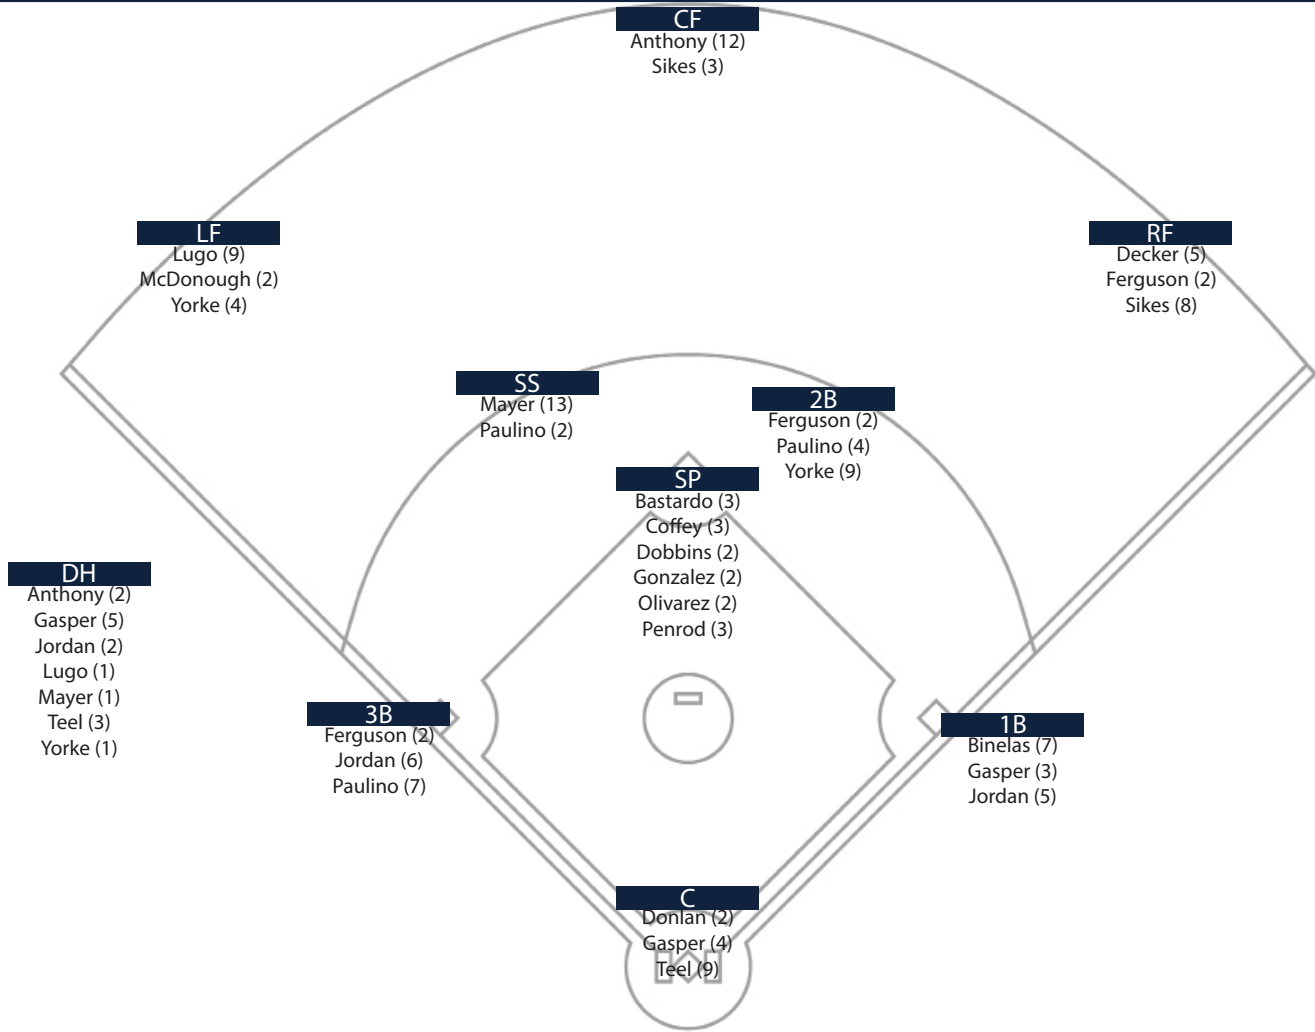 CF
Anthony (12)
Sikes (3)
LF
Lugo (9)
McDonough (2)
Yorke (4)
RF
Decker (5)
Ferguson (2)
Sikes (8)
SS
Mayer (13)
Paulino (2)
2B
Ferguson (2)
Paulino (4)
Yorke (9)
SP
Bastardo (3)
Coffey (3)
Dobbins (2)
Gonzalez (2)
Olivarez (2)
Penrod (3)
DH
Anthony (2)
Gasper (5)
Jordan (2)
Lugo (1)
Mayer (1)
Teel (3)
Yorke (1)
3B
Ferguson (2)
Jordan (6)
Paulino (7)
1B
Binelas (7)
Gasper (3)
Jordan (5)
C
Donlan (2)
Gasper (4)
Teel (9)